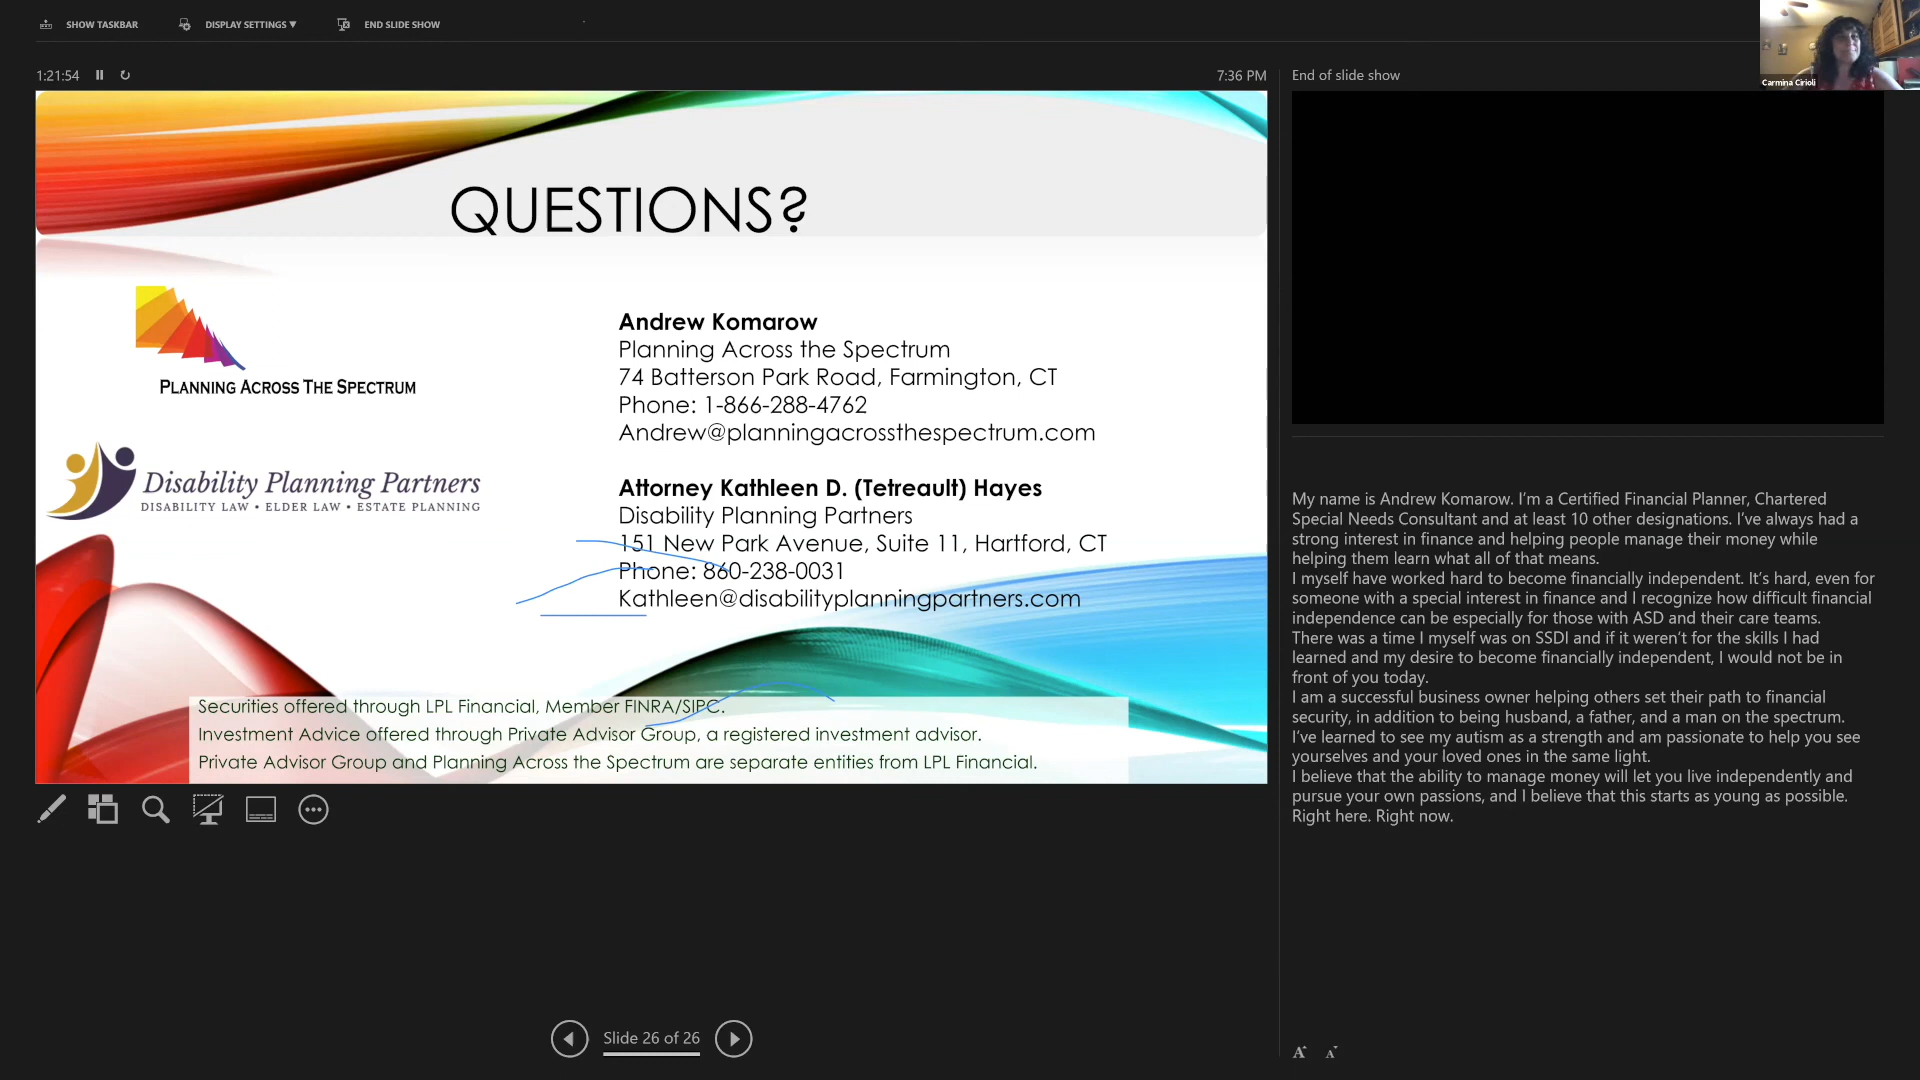 SHOW TASKBAR
DISPLAY SETTINGS ▼
END SLIDE SHOW
Carmina Cirioli
1:21:54
7:36 PM
End of slide show
QUESTIONS?
PLANNING ACROSS THE SPECTRUM
Disability Planning Partners
DISABILITY LAW • ELDER LAW • ESTATE PLANNING
Andrew Komarow
Planning Across the Spectrum
74 Batterson Park Road, Farmington, CT
Phone: 1-866-288-4762
Andrew@planningacrossthespectrum.com
Attorney Kathleen D. (Tetreault) Hayes
Disability Planning Partners
151 New Park Avenue, Suite 11, Hartford, CT
Phone: 860-238-0031
Kathleen@disabilityplanningpartners.com
Securities offered through LPL Financial, Member FINRA/SIPC.
Investment Advice offered through Private Advisor Group, a registered investment advisor.
Private Advisor Group and Planning Across the Spectrum are separate entities from LPL Financial.
My name is Andrew Komarow. I’m a Certified Financial Planner, Chartered
Special Needs Consultant and at least 10 other designations. I’ve always had a
strong interest in finance and helping people manage their money while
helping them learn what all of that means.
I myself have worked hard to become financially independent. It’s hard, even for
someone with a special interest in finance and I recognize how difficult financial
independence can be especially for those with ASD and their care teams.
There was a time I myself was on SSDI and if it weren’t for the skills I had
learned and my desire to become financially independent, I would not be in
front of you today.
I am a successful business owner helping others set their path to financial
security, in addition to being husband, a father, and a man on the spectrum.
I’ve learned to see my autism as a strength and am passionate to help you see
yourselves and your loved ones in the same light.
I believe that the ability to manage money will let you live independently and
pursue your own passions, and I believe that this starts as young as possible.
Right here. Right now.
Slide 26 of 26
A A